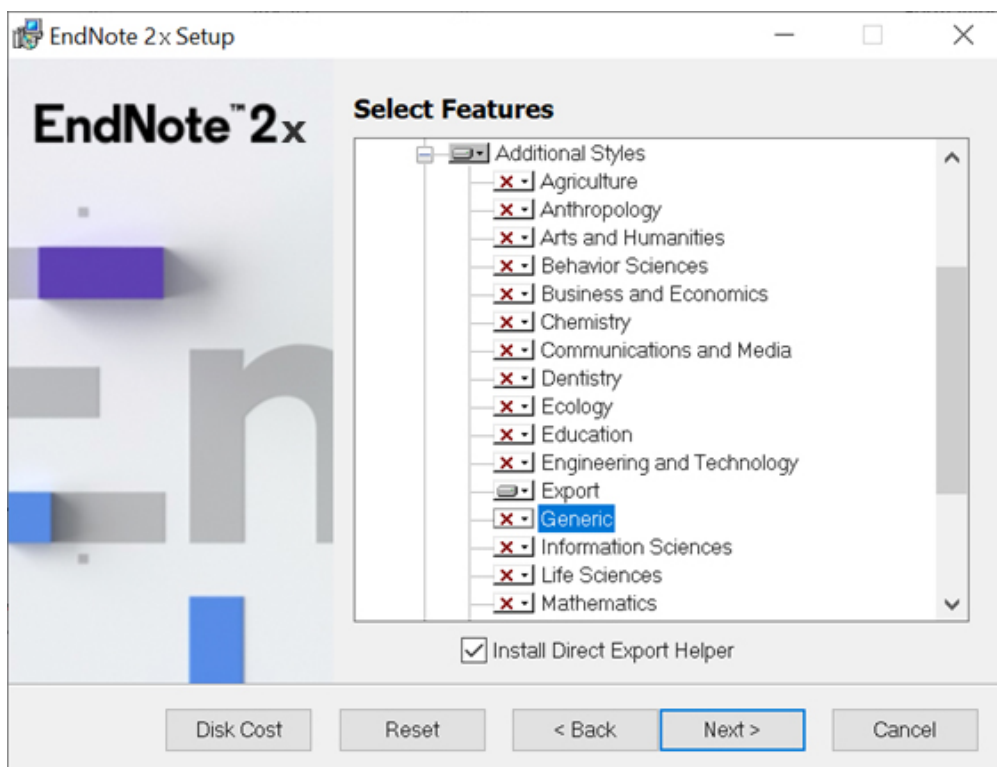 EndNote 2x Setup
EndNote™ 2x
Select Features
Additional Styles
Agriculture
Anthropology
Arts and Humanities
Behavior Sciences
Business and Economics
Chemistry
Communications and Media
Dentistry
Ecology
Education
Engineering and Technology
Export
Generic
Information Sciences
Life Sciences
Mathematics
Install Direct Export Helper
Disk Cost
Reset
< Back
Next >
Cancel